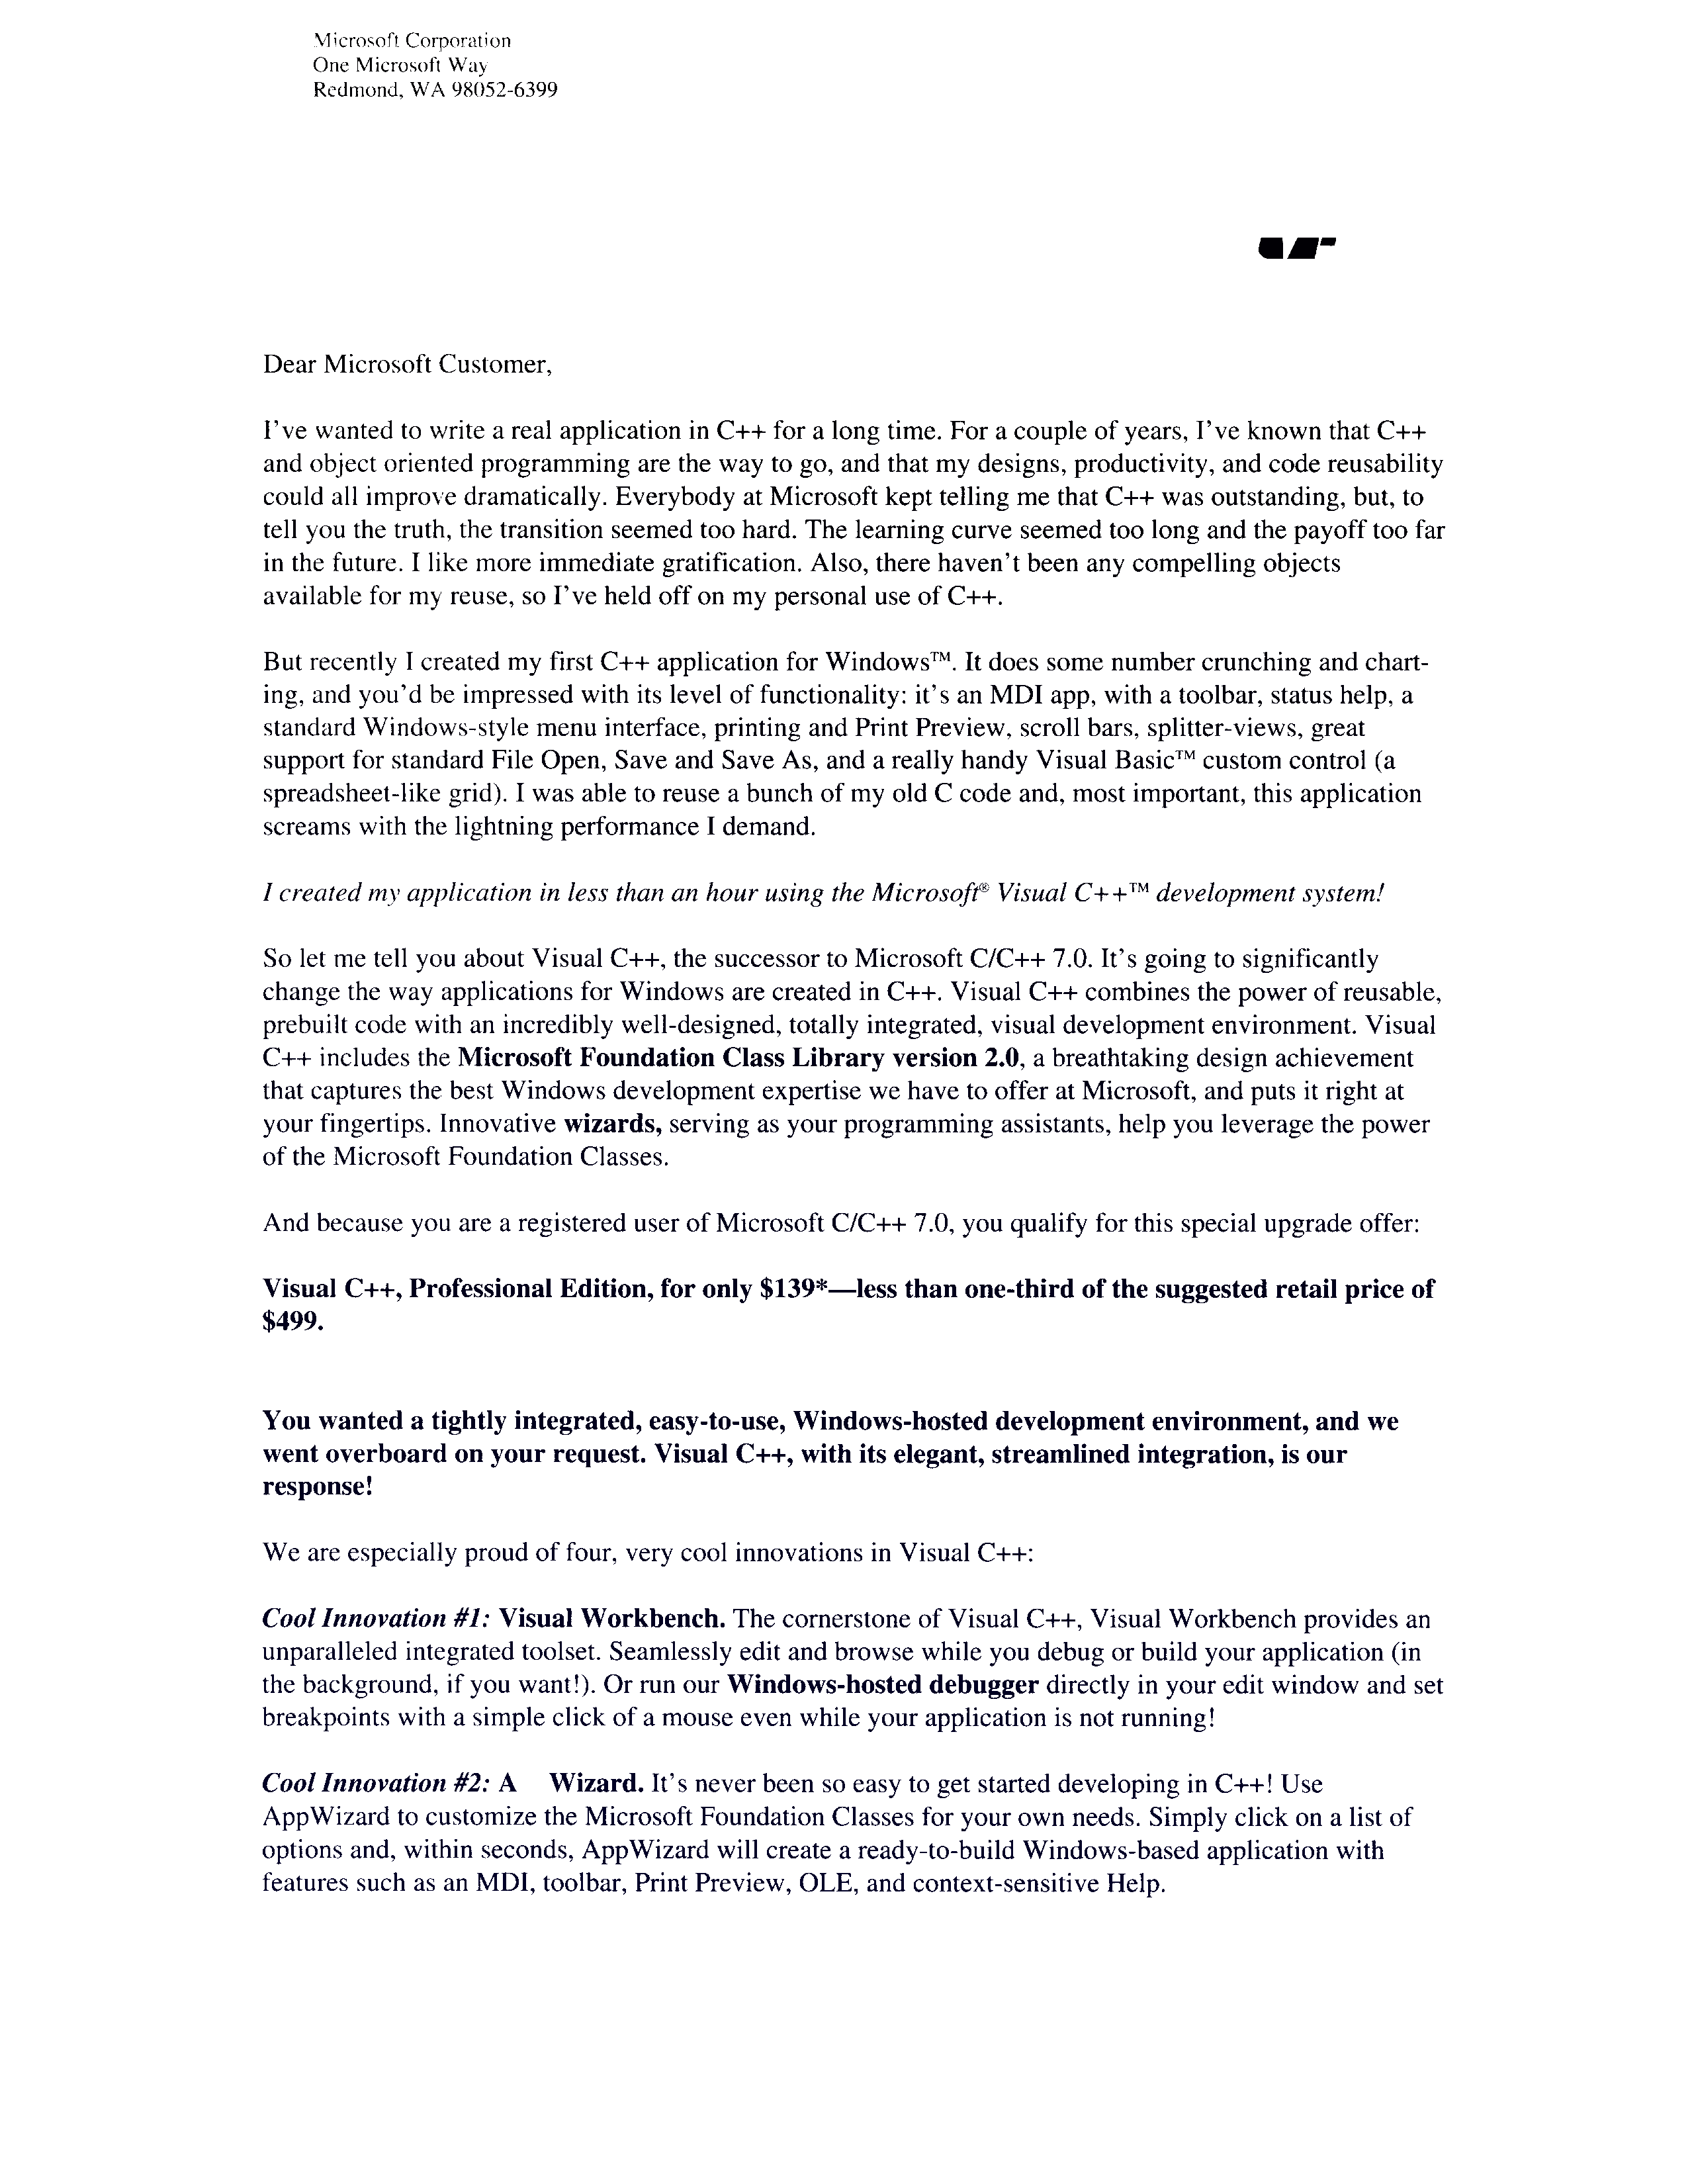 Microsoft Corporation
One Microsoft Way
Redmond, WA 98052-6399
Dear Microsoft Customer,
I've wanted to write a real application in C++ for a long time. For a couple of years, I've known that C++
and object oriented programming are the way to go, and that my designs, productivity, and code reusability
could all improve dramatically. Everybody at Microsoft kept telling me that C++ was outstanding, but, to
tell you the truth, the transition seemed too hard. The learning curve seemed too long and the payoff too far
in the future. I like more immediate gratification. Also, there haven't been any compelling objects
available for my reuse, so I've held off on my personal use of C++.
But recently I created my first C++ application for Windows™. It does some number crunching and chart-
ing, and you'd be impressed with its level of functionality: it's an MDI app, with a toolbar, status help, a
standard Windows-style menu interface, printing and Print Preview, scroll bars, splitter-views, great
support for standard File Open, Save and Save As, and a really handy Visual Basic™ custom control (a
spreadsheet-like grid). I was able to reuse a bunch of my old C code and, most important, this application
screams with the lightning performance I demand.
I created my application in less than an hour using the Microsoft® Visual C++™ development system!
So let me tell you about Visual C++, the successor to Microsoft C/C++ 7.0. It's going to significantly
change the way applications for Windows are created in C++. Visual C++ combines the power of reusable,
prebuilt code with an incredibly well-designed, totally integrated, visual development environment. Visual
C++ includes the Microsoft Foundation Class Library version 2.0, a breathtaking design achievement
that captures the best Windows development expertise we have to offer at Microsoft, and puts it right at
your fingertips. Innovative wizards, serving as your programming assistants, help you leverage the power
of the Microsoft Foundation Classes.
And because you are a registered user of Microsoft C/C++ 7.0, you qualify for this special upgrade offer:
Visual C++, Professional Edition, for only $139*—less than one-third of the suggested retail price of
$499.
You wanted a tightly integrated, easy-to-use, Windows-hosted development environment, and we
went overboard on your request. Visual C++, with its elegant, streamlined integration, is our
response!
We are especially proud of four, very cool innovations in Visual C++:
Cool Innovation #1: Visual Workbench. The cornerstone of Visual C++, Visual Workbench provides an
unparalleled integrated toolset. Seamlessly edit and browse while you debug or build your application (in
the background, if you want!). Or run our Windows-hosted debugger directly in your edit window and set
breakpoints with a simple click of a mouse even while your application is not running!
Cool Innovation #2: A Wizard. It's never been so easy to get started developing in C++! Use
AppWizard to customize the Microsoft Foundation Classes for your own needs. Simply click on a list of
options and, within seconds, AppWizard will create a ready-to-build Windows-based application with
features such as an MDI, toolbar, Print Preview, OLE, and context-sensitive Help.